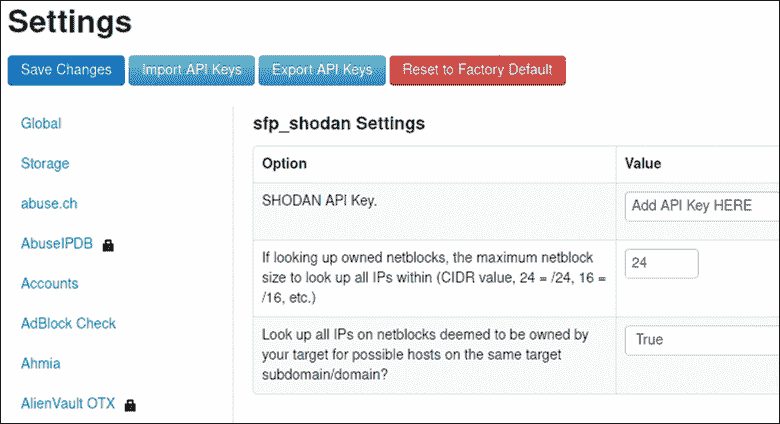 Settings
Save Changes
Import API Keys
Export API Keys
Reset to Factory Default
Global
Storage
abuse.ch
AbuseIPDB
Accounts
AdBlock Check
Ahmia
AlienVault OTX
sfp_shodan Settings
Option
Value
SHODAN API Key.
Add API Key HERE
If looking up owned netblocks, the maximum netblock
size to look up all IPs within (CIDR value, 24 = /24, 16 =
/16, etc.)
24
Look up all IPs on netblocks deemed to be owned by
your target for possible hosts on the same target
subdomain/domain?
True